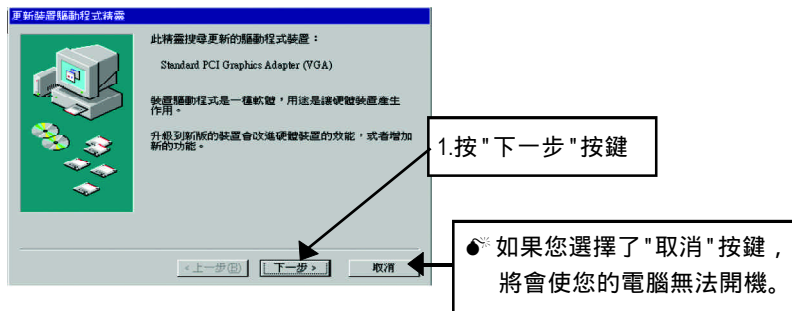 更新裝置驅動程式精靈
此精靈搜尋更新的驅動程式裝置：
Standard PCI Graphics Adapter (VGA)
裝置驅動程式是一種軟體，用途是讓硬體裝置產生
作用。
升級到新版的裝置會改進硬體裝置的效能，或者增加
新的功能。
1.按"下一步"按鍵
💣如果您選擇了"取消"按鍵，
將會使您的電腦無法開機。
<上一步(B) 下一步> 取消